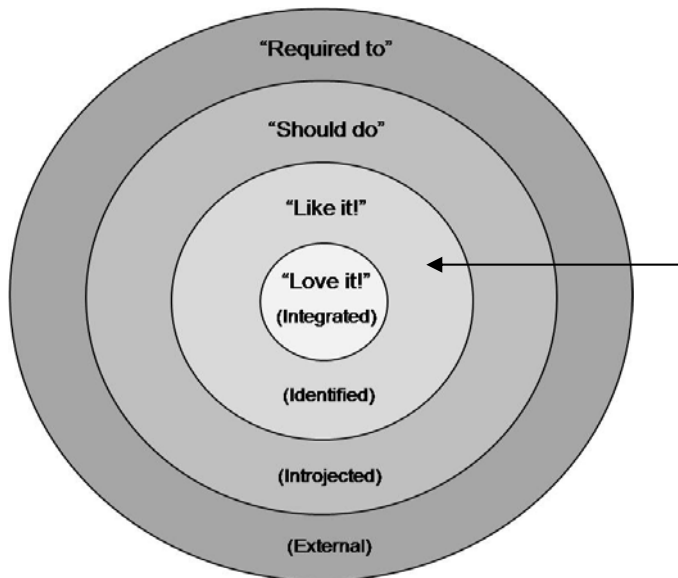 “Required to”
“Should do”
“Like it!”
“Love it!”
(Integrated)
(Identified)
(Introjected)
(External)